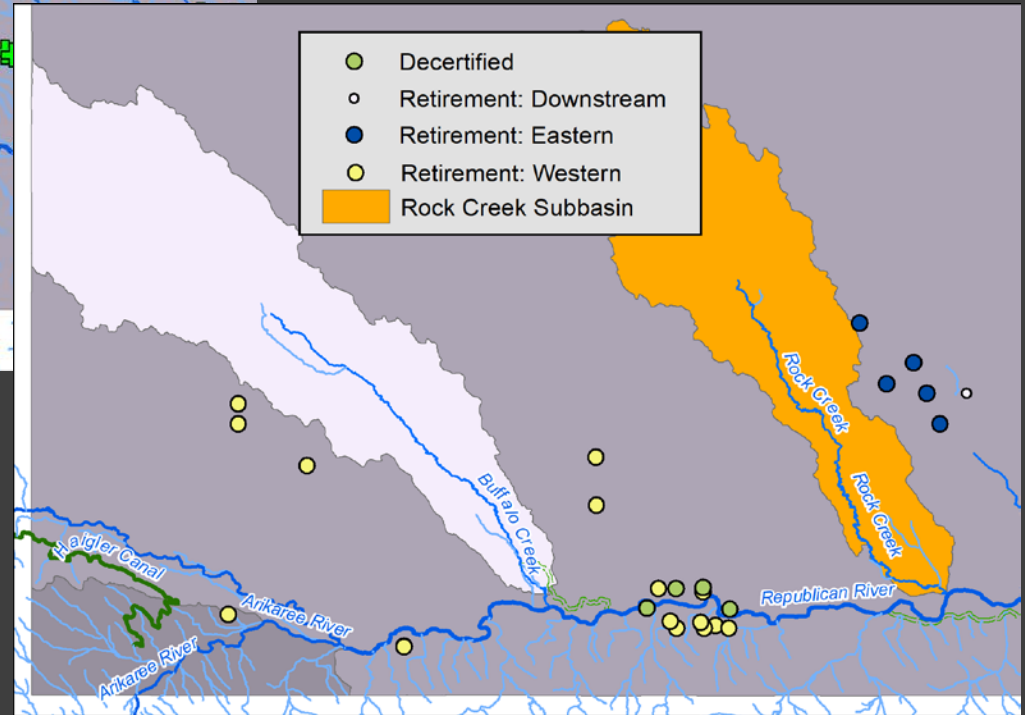 Decertified
Retirement: Downstream
Retirement: Eastern
Retirement: Western
Rock Creek Subbasin
Rock Creek
Rock Creek
Buffalo Creek
Haigler Canal
Arikaree River
Republican River
Arikaree River